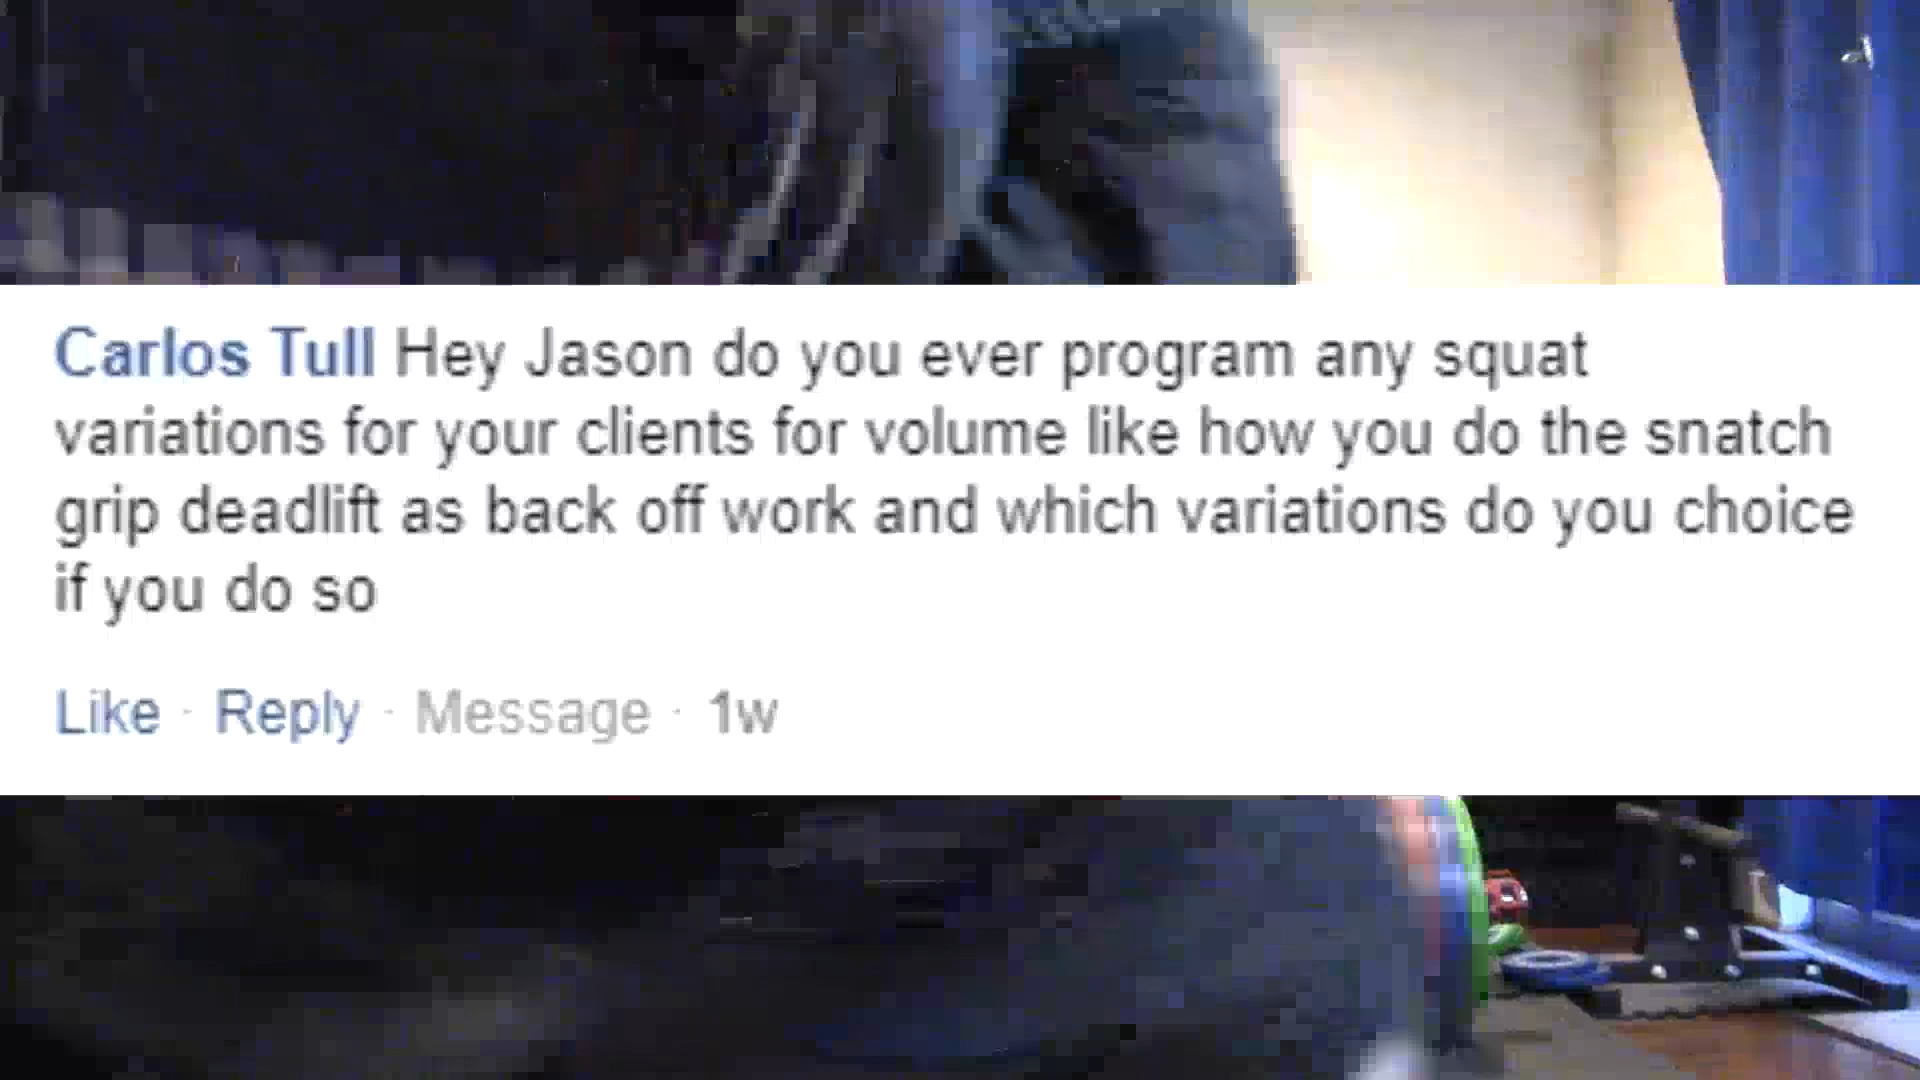 Carlos Tull Hey Jason do you ever program any squat
variations for your clients for volume like how you do the snatch
grip deadlift as back off work and which variations do you choice
if you do so
Like · Reply · Message · 1w